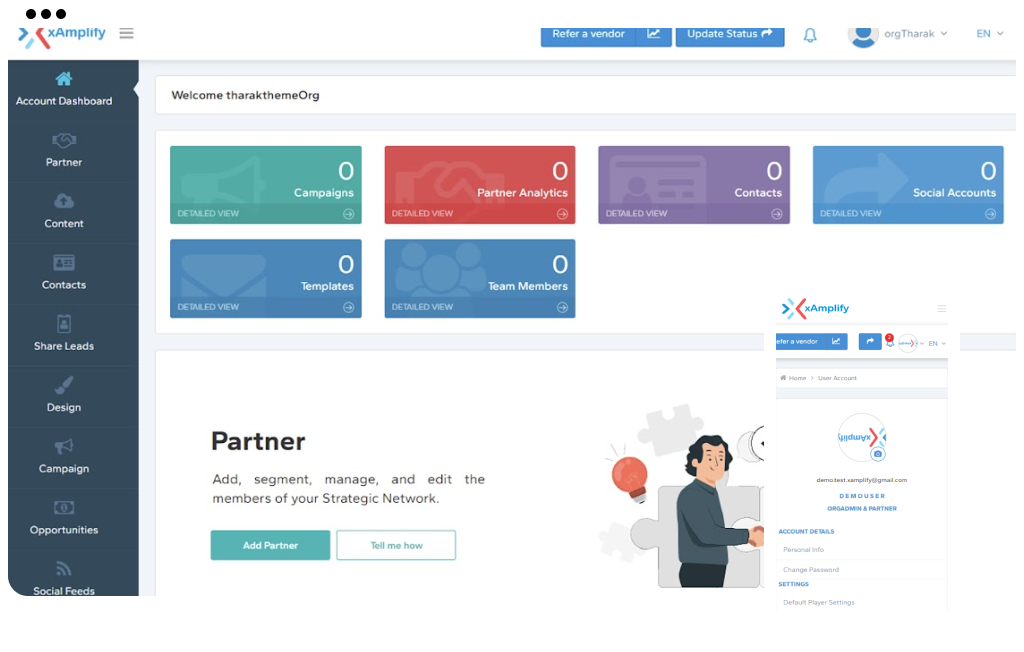 xAmplify
Refer a vendor
Update Status
orgTharak
EN
Account Dashboard
Partner
Content
Contacts
Share Leads
Design
Campaign
Opportunities
Social Feeds
Welcome tharakthemeOrg
0
Campaigns
DETAILED VIEW
0
Partner Analytics
DETAILED VIEW
0
Contacts
DETAILED VIEW
0
Social Accounts
DETAILED VIEW
0
Templates
DETAILED VIEW
0
Team Members
DETAILED VIEW
Partner
Add, segment, manage, and edit the
members of your Strategic Network.
Add Partner
Tell me how
xAmplify
efer a vendor
2
EN
Home > User Account
xAmplify
demo.test.xamplify@gmail.com
DEMOUSER
ORGADMIN & PARTNER
ACCOUNT DETAILS
Personal Info
Change Password
SETTINGS
Default Player Settings